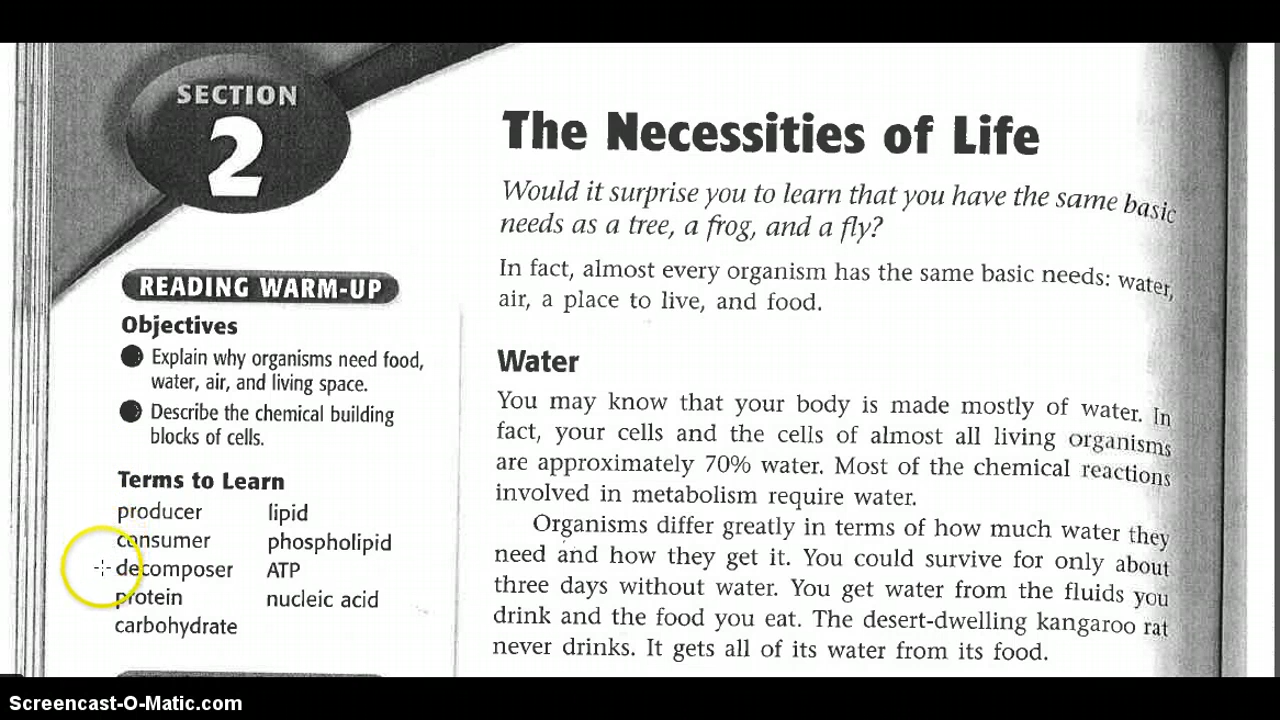 SECTION
2
The Necessities of Life
Would it surprise you to learn that you have the same basic
needs as a tree, a frog, and a fly?
In fact, almost every organism has the same basic needs: water,
air, a place to live, and food.
READING WARM-UP
Objectives
Explain why organisms need food,
water, air, and living space.
Describe the chemical building
blocks of cells.
Terms to Learn
producer lipid
consumer phospholipid
decomposer ATP
protein nucleic acid
carbohydrate
Water
You may know that your body is made mostly of water. In
fact, your cells and the cells of almost all living organisms
are approximately 70% water. Most of the chemical reactions
involved in metabolism require water.
Organisms differ greatly in terms of how much water they
need and how they get it. You could survive for only about
three days without water. You get water from the fluids you
drink and the food you eat. The desert-dwelling kangaroo rat
never drinks. It gets all of its water from its food.
Screencast-O-Matic.com